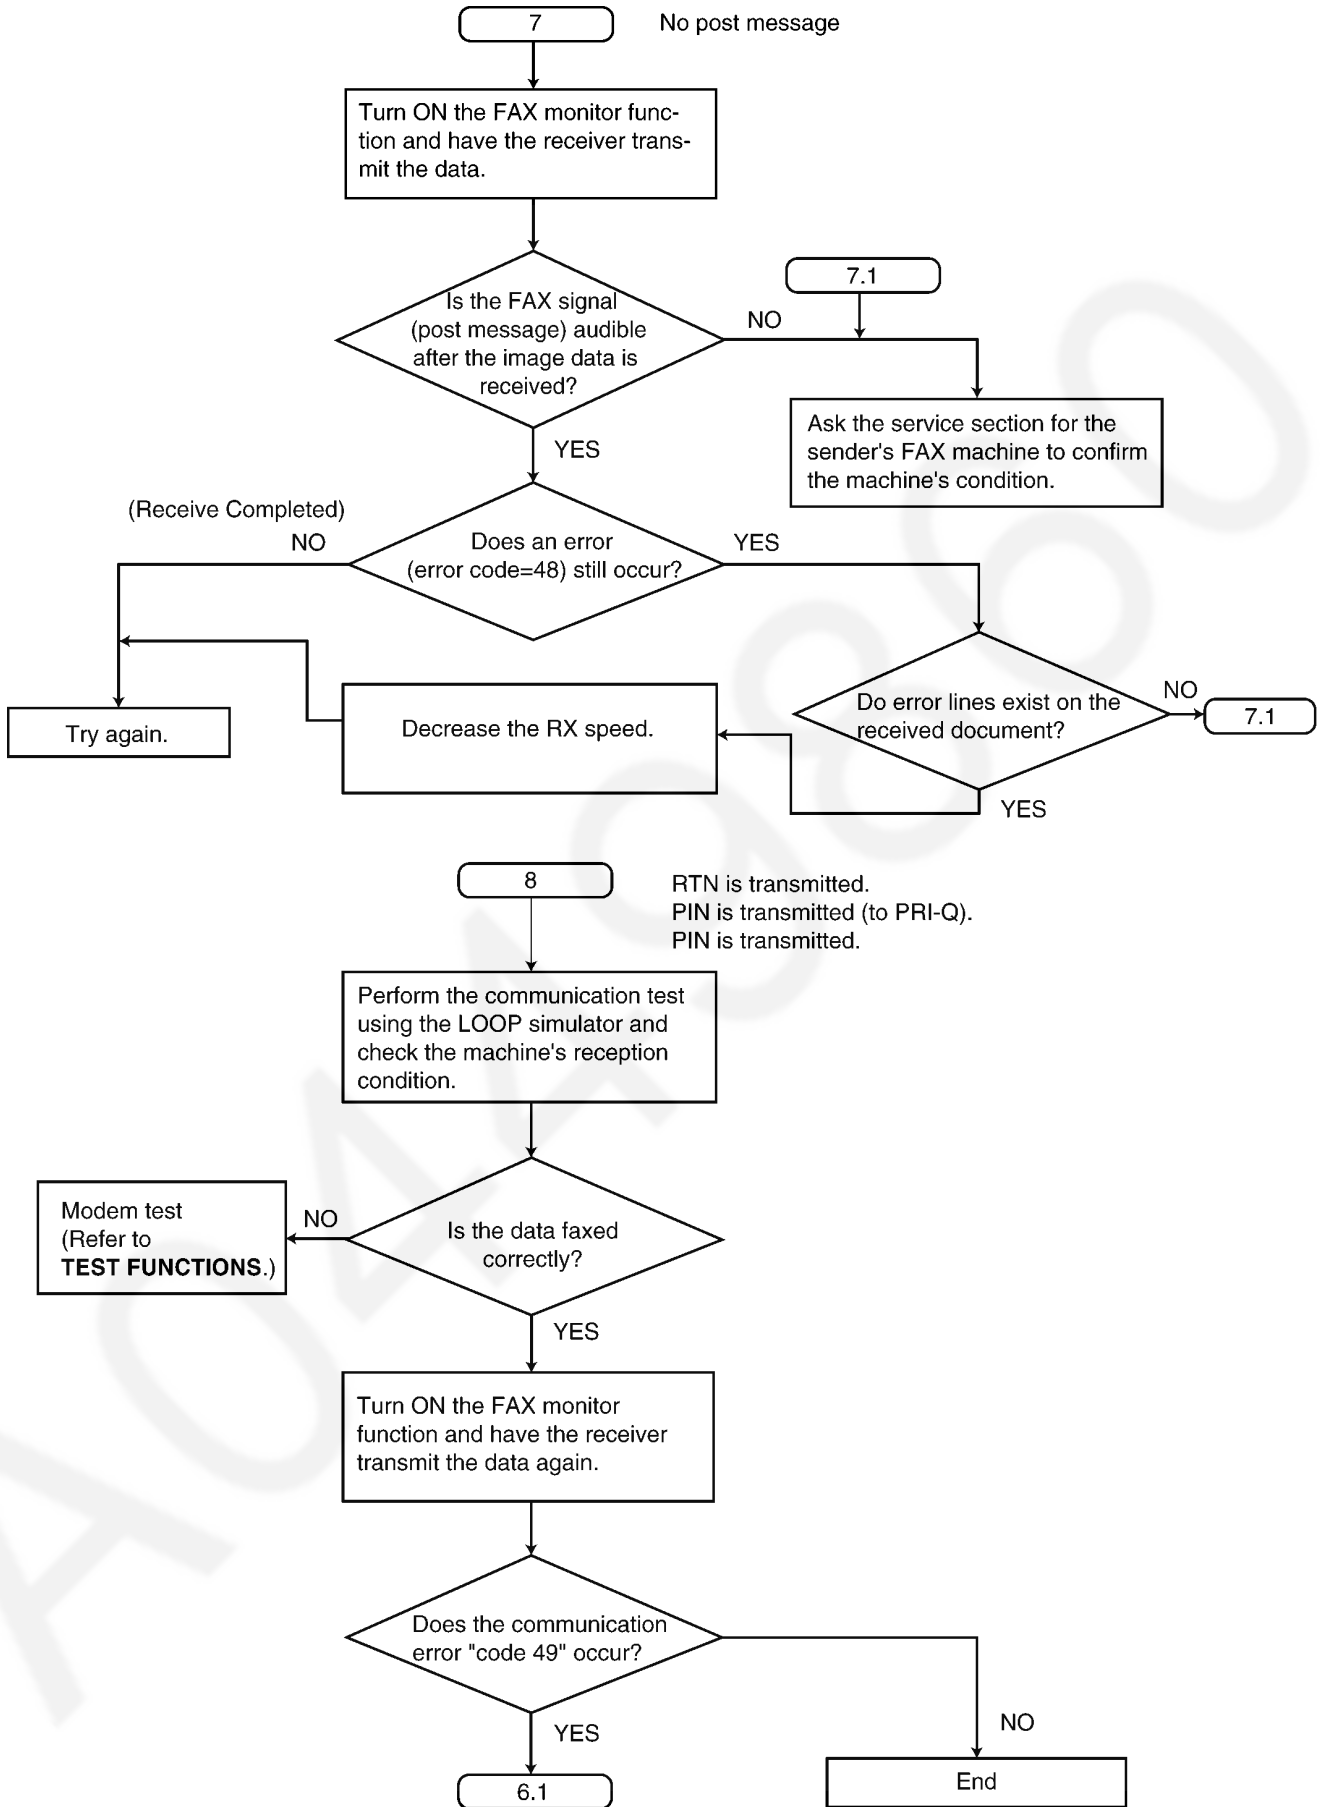 7
No post message
Turn ON the FAX monitor func-
tion and have the receiver trans-
mit the data.
7.1
Is the FAX signal
(post message) audible
after the image data is
received?
NO
Ask the service section for the
sender's FAX machine to confirm
the machine's condition.
YES
(Receive Completed)
NO
Does an error
(error code=48) still occur?
YES
Do error lines exist on the
received document?
NO
7.1
Decrease the RX speed.
Try again.
YES
8
RTN is transmitted.
PIN is transmitted (to PRI-Q).
PIN is transmitted.
Perform the communication test
using the LOOP simulator and
check the machine's reception
condition.
Modem test
(Refer to
TEST FUNCTIONS.)
NO
Is the data faxed
correctly?
YES
Turn ON the FAX monitor
function and have the receiver
transmit the data again.
Does the communication
error "code 49" occur?
YES
NO
6.1
End
A0449860